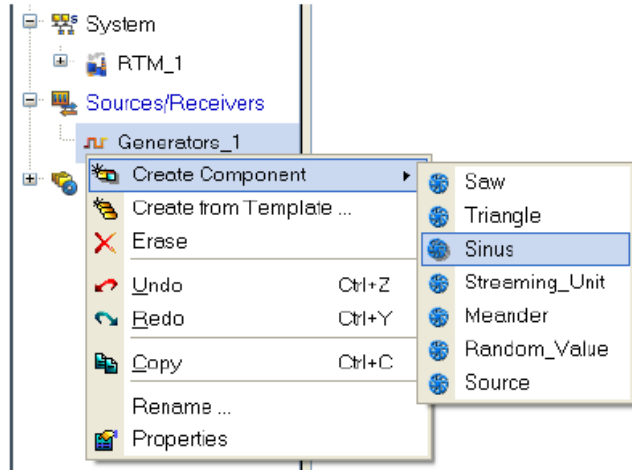 System
RTM_1
Sources/Receivers
Generators_1
Create Component
Create from Template ...
Erase
Undo Ctrl+Z
Redo Ctrl+Y
Copy Ctrl+C
Rename ...
Properties
Saw
Triangle
Sinus
Streaming_Unit
Meander
Random_Value
Source